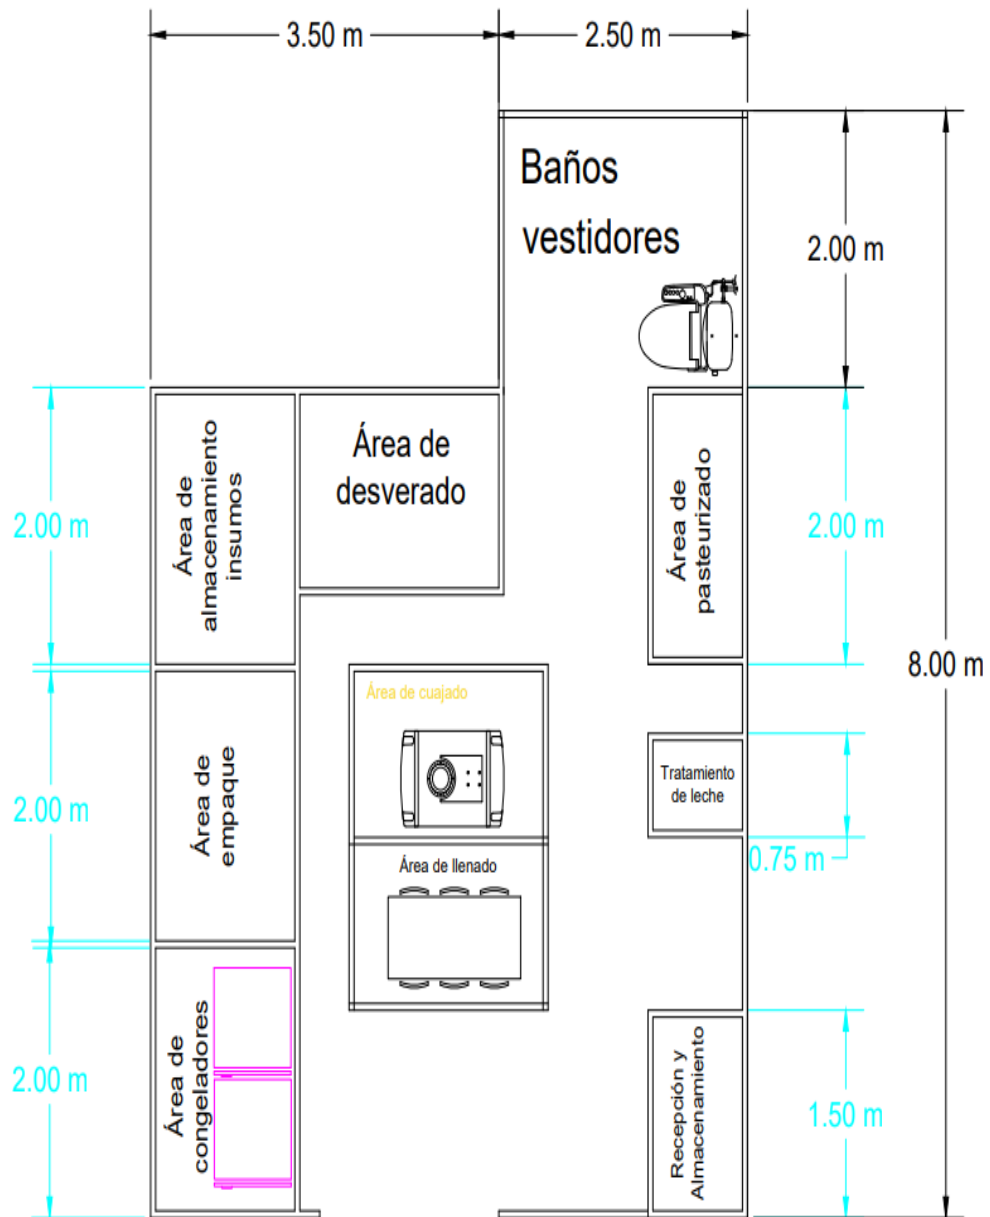 3.50 m
2.50 m
Baños
vestidores
2.00 m
Área de
almacenamiento
insumos
Área de
desverado
Área de
pasteurizado
2.00 m
2.00 m
8.00 m
Área de cuajado
Área de
empaque
Tratamiento
de leche
2.00 m
0.75 m
Área de llenado
Área de
congeladores
Recepción y
Almacenamiento
2.00 m
1.50 m